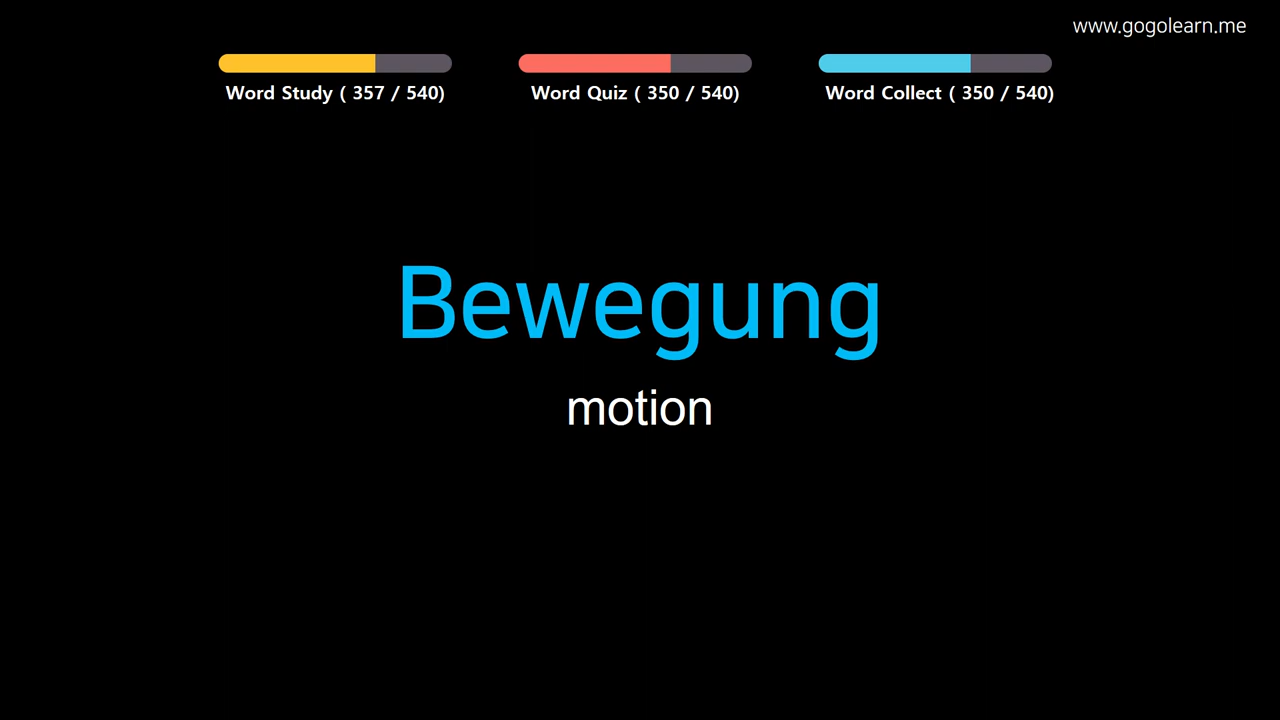 www.gogolearn.me
Word Study ( 357 / 540)
Word Quiz ( 350 / 540)
Word Collect ( 350 / 540)
Bewegung
motion